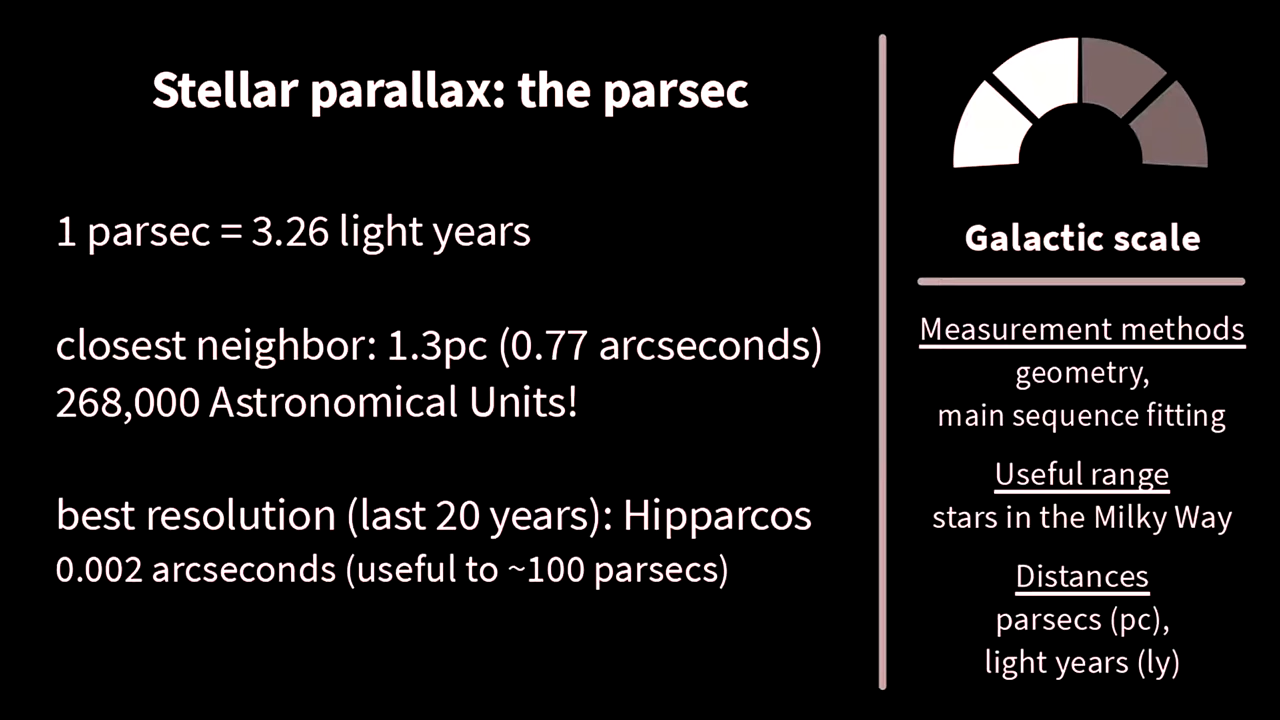 Stellar parallax: the parsec
1 parsec = 3.26 light years
closest neighbor: 1.3pc (0.77 arcseconds)
268,000 Astronomical Units!
best resolution (last 20 years): Hipparcos
0.002 arcseconds (useful to ~100 parsecs)
Galactic scale
Measurement methods
geometry,
main sequence fitting
Useful range
stars in the Milky Way
Distances
parsecs (pc),
light years (ly)